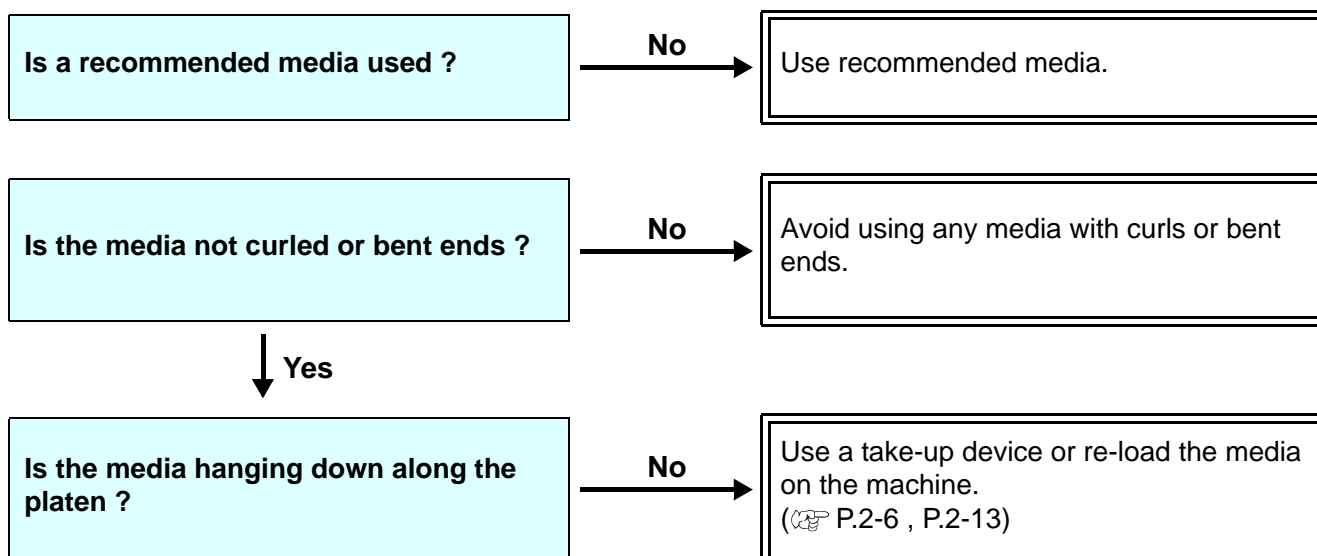 Is a recommended media used ?
No
Use recommended media.
Is the media not curled or bent ends ?
No
Avoid using any media with curls or bent
ends.
Yes
Is the media hanging down along the
platen ?
No
Use a take-up device or re-load the media
on the machine.
(☞ P.2-6 , P.2-13)